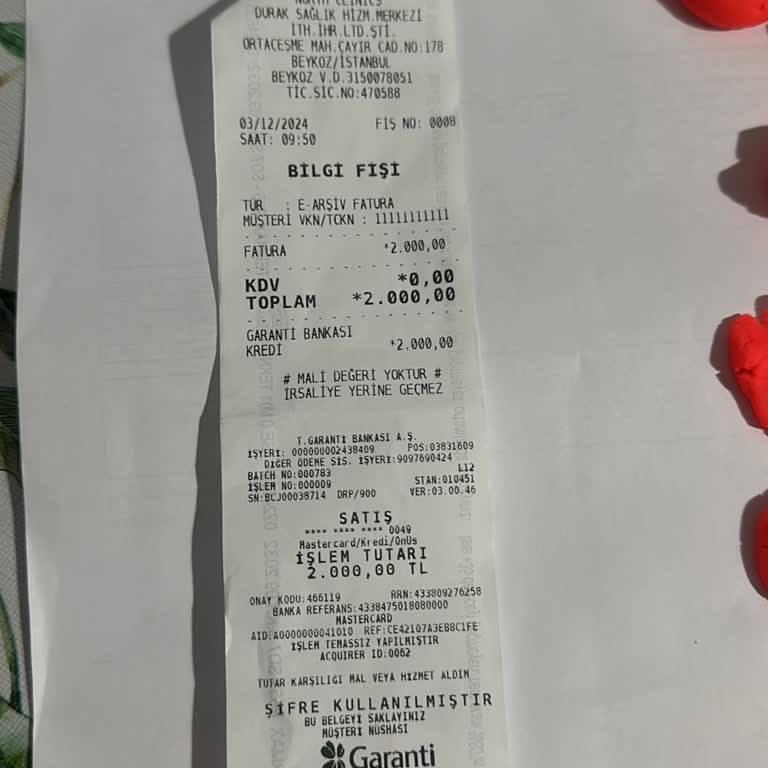 NORTH CLINICS
DURAK SAĞLIK HİZM.MERKEZİ
İTH.İHR.LTD.ŞTİ.
ORTAÇEŞME MAH.ÇAYIR CAD.NO:178
BEYKOZ/İSTANBUL
BEYKOZ V.D.3150078051
TİC.SİC.NO:470588
03/12/2024 FİŞ NO: 0008
SAAT: 09:50
BİLGİ FİŞİ
TÜR : E-ARŞİV FATURA
MÜŞTERİ VKN/TCKN : 11111111111
FATURA *2.000,00
KDV *0,00
TOPLAM *2.000,00
GARANTİ BANKASI
KREDİ *2.000,00
# MALİ DEĞERİ YOKTUR #
İRSALİYE YERİNE GEÇMEZ
T.GARANTİ BANKASI A.Ş.
İŞYERİ: 000000002438409 POS:03831609
DİĞER ÖDEME SİS. İŞYERİ:9097690424
L12
BATCH NO:000783 STAN:010451
İŞLEM NO:000009 VER:03.00.46
SN:BCJ00038714 DRP/900
SATIŞ
**** **** **** 0049
Mastercard/Kredi/OnUs
İŞLEM TUTARI
2.000,00 TL
ONAY KODU:466119 RRN:433809276258
BANKA REFERANS:4338475018080000
MASTERCARD
AID:A0000000041010 REF:CE42107A3EB8C1FE
İŞLEM TEMASSIZ YAPILMIŞTIR
ACQUIRER ID:0062
TUTAR KARŞILIĞI MAL VEYA HİZMET ALDIM
ŞİFRE KULLANILMIŞTIR
BU BELGEYİ SAKLAYINIZ
MÜŞTERİ NÜSHASI
Garanti